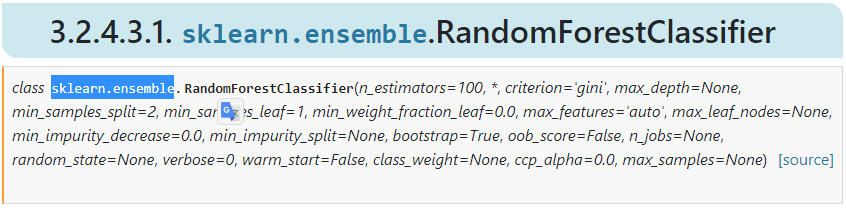 3.2.4.3.1. sklearn.ensemble.RandomForestClassifier
class sklearn.ensemble.RandomForestClassifier(n_estimators=100, *, criterion='gini', max_depth=None,
min_samples_split=2, min_samples_leaf=1, min_weight_fraction_leaf=0.0, max_features='auto', max_leaf_nodes=None,
min_impurity_decrease=0.0, min_impurity_split=None, bootstrap=True, oob_score=False, n_jobs=None,
random_state=None, verbose=0, warm_start=False, class_weight=None, ccp_alpha=0.0, max_samples=None) [source]